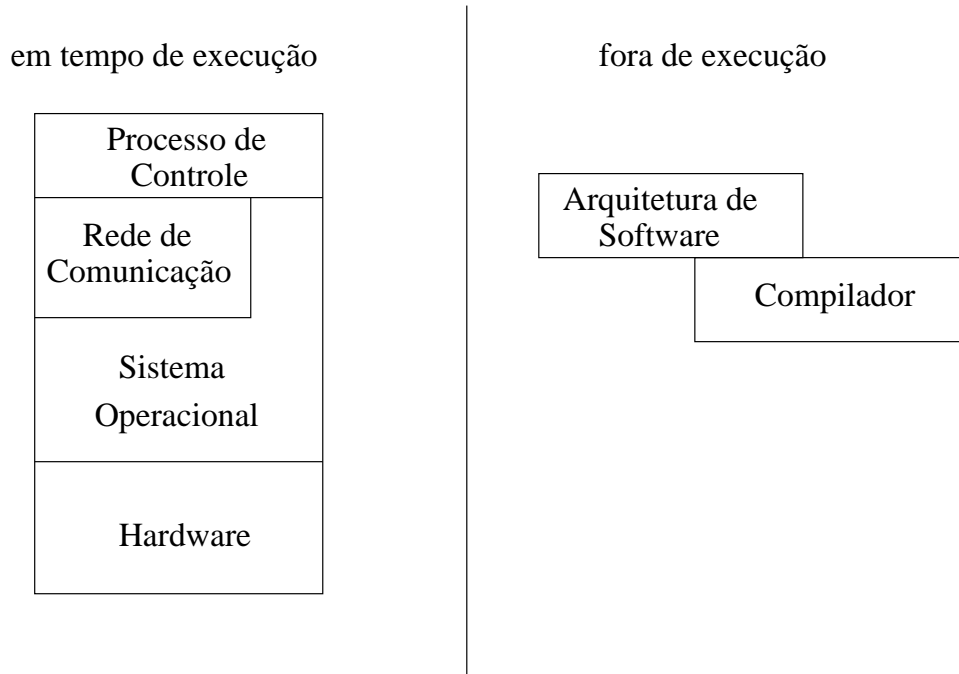 em tempo de execução
Processo de
Controle
Rede de
Comunicação
Sistema
Operacional
Hardware
fora de execução
Arquitetura de
Software
Compilador